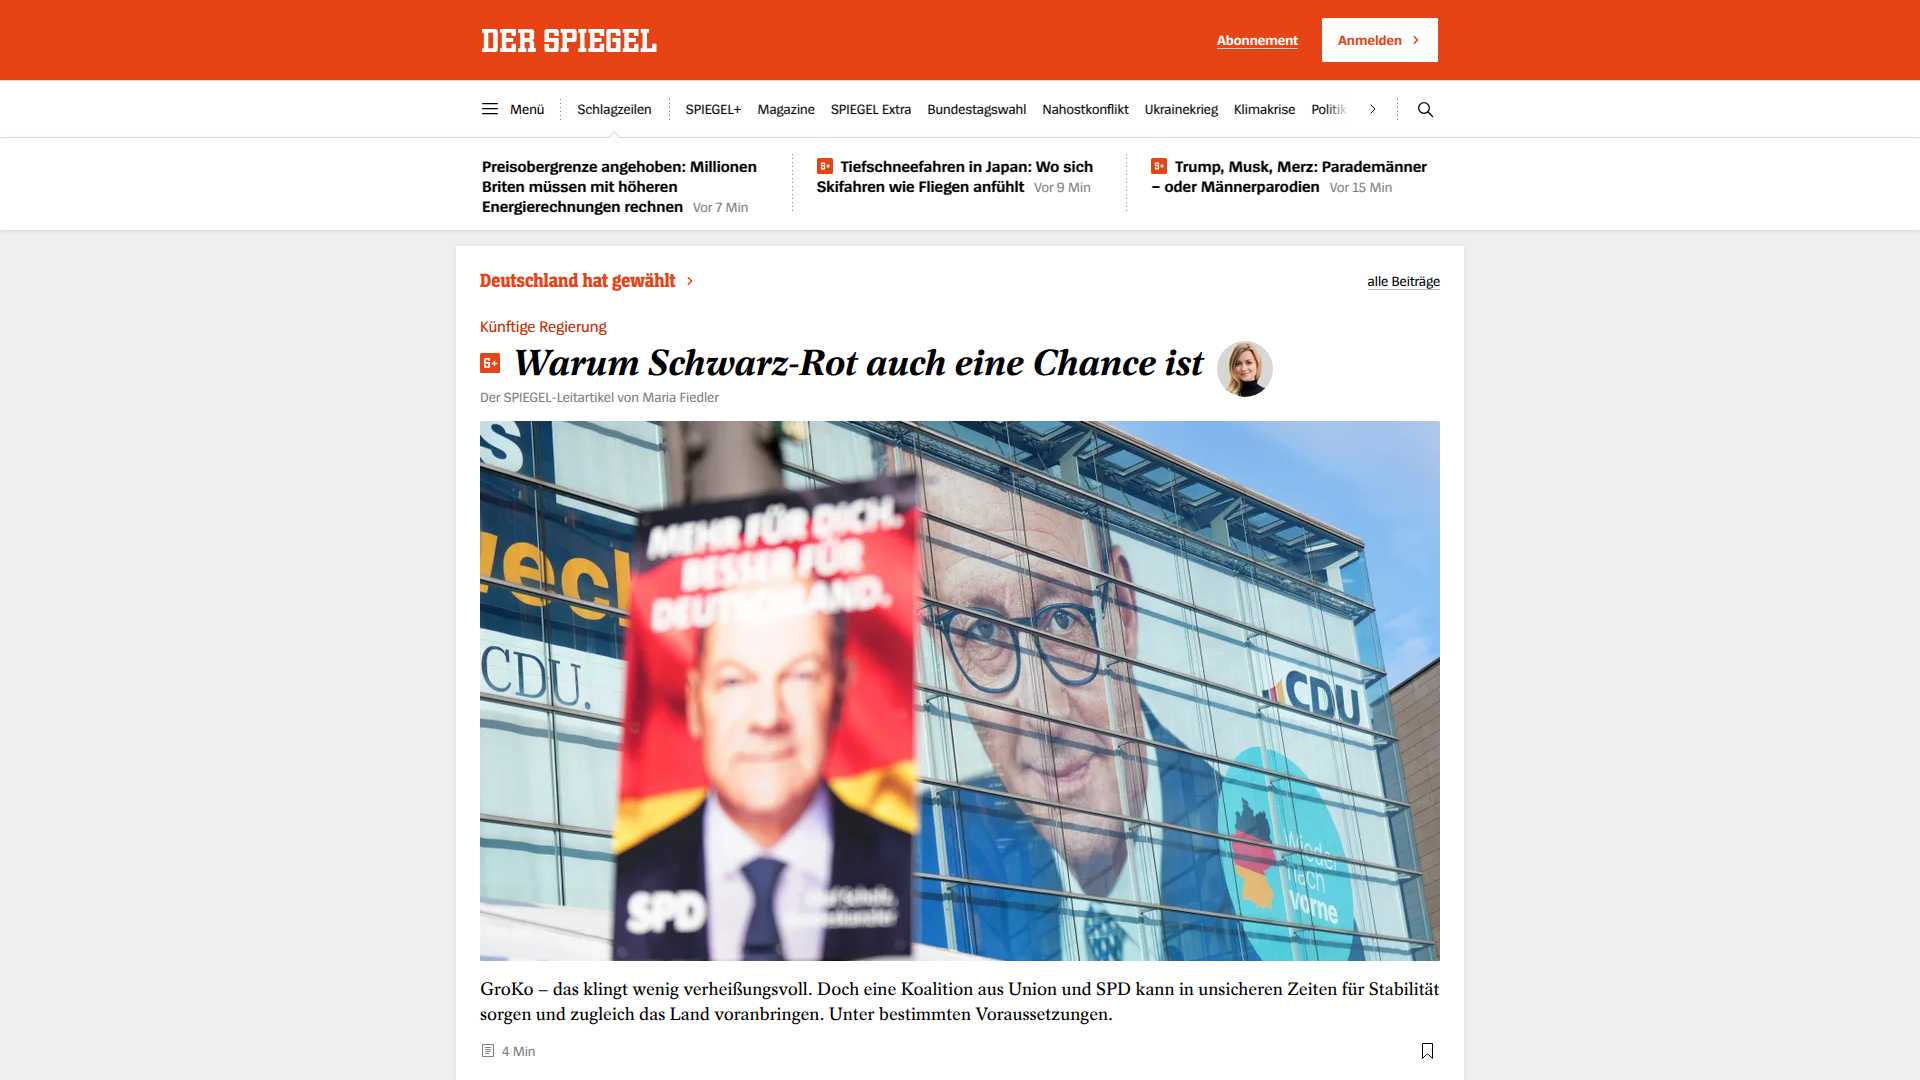 DER SPIEGEL
Abonnement
Anmelden
Menü
Schlagzeilen
SPIEGEL+
Magazine
SPIEGEL Extra
Bundestagswahl
Nahostkonflikt
Ukrainekrieg
Klimakrise
Politik
Preisobergrenze angehoben: Millionen
Briten müssen mit höheren
Energierechnungen rechnen Vor 7 Min
S+ Tiefschneefahren in Japan: Wo sich
Skifahren wie Fliegen anfühlt Vor 9 Min
S+ Trump, Musk, Merz: Parademänner
– oder Männerparodien Vor 15 Min
Deutschland hat gewählt
alle Beiträge
Künftige Regierung
S+ Warum Schwarz-Rot auch eine Chance ist
Der SPIEGEL-Leitartikel von Maria Fiedler
MEHR FÜR DICH.
BESSER FÜR
DEUTSCHLAND.
SPD
CDU.
CDU
Wieder
nach
vorne
GroKo – das klingt wenig verheißungsvoll. Doch eine Koalition aus Union und SPD kann in unsicheren Zeiten für Stabilität
sorgen und zugleich das Land voranbringen. Unter bestimmten Voraussetzungen.
4 Min